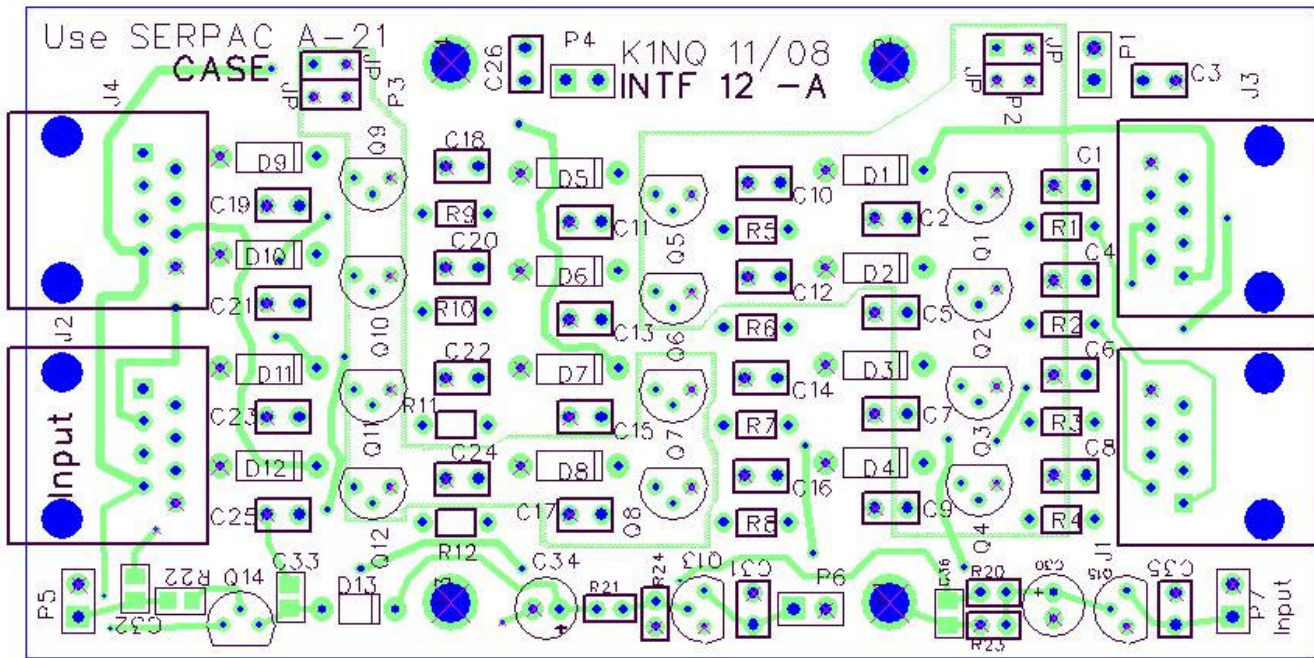 Use SERPAC A-21
CASE
P4
K1NQ 11/08
INTF 12 -A
C26
JP
JP
P3
JP
JP
P2
P1
C3
J3
J4
Q9
C18
D9
D5
C10
D1
C1
C19
R9
C11
Q5
R5
C2
Q1
R1
C4
D10
C20
D6
C12
D2
C21
R10
Q10
C13
Q6
R6
C5
Q2
R2
C6
J2
C22
D11
D7
C14
D3
C23
R11
Q11
C15
Q7
R7
C7
Q3
R3
C8
Input
D12
C24
D8
C16
D4
C25
R12
Q12
C17
Q8
R8
C9
Q4
R4
J1
P5
C32
R22
Q14
C33
D13
C34
+
R21
R24
Q13
C31
P6
C36
R20
R23
C30
+
Q15
C35
P7
Input